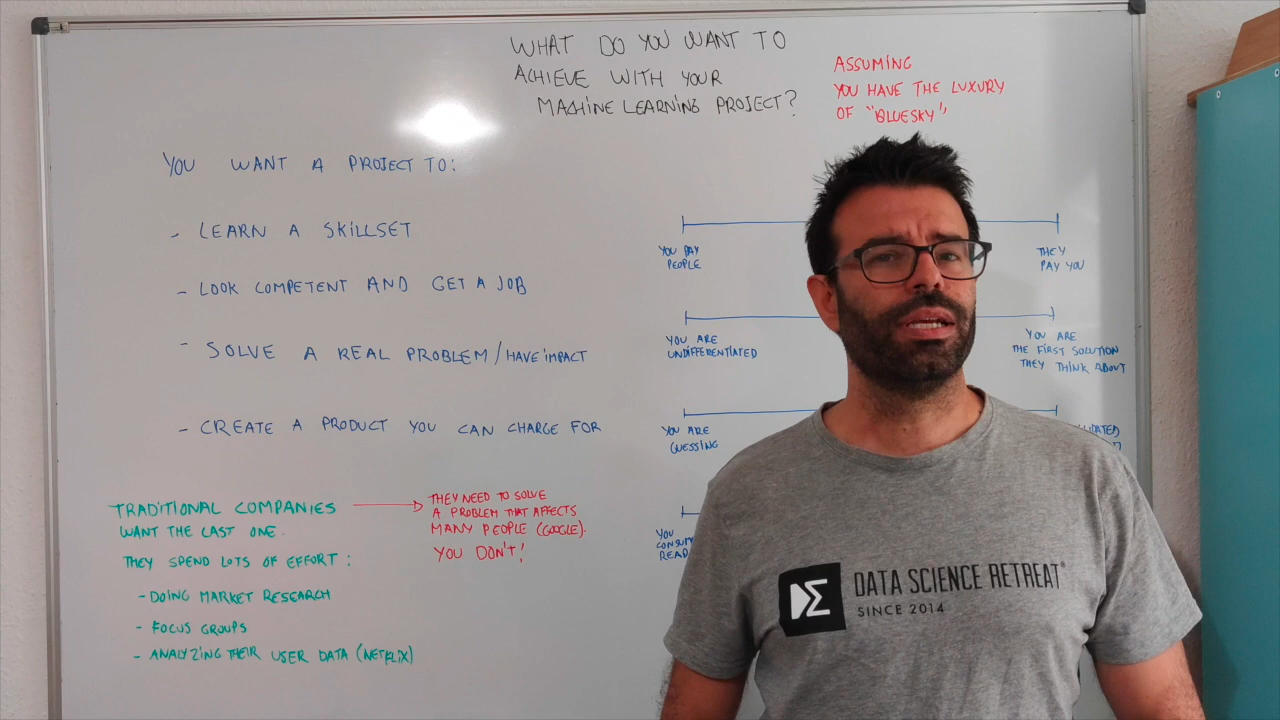 WHAT DO YOU WANT TO
ACHIEVE WITH YOUR
MACHINE LEARNING PROJECT?
ASSUMING
YOU HAVE THE LUXURY
OF "BLUESKY"
YOU WANT A PROJECT TO:
- LEARN A SKILLSET
- LOOK COMPETENT AND GET A JOB
- SOLVE A REAL PROBLEM/HAVE IMPACT
- CREATE A PRODUCT YOU CAN CHARGE FOR
TRADITIONAL COMPANIES
WANT THE LAST ONE.
THEY SPEND LOTS OF EFFORT:
- DOING MARKET RESEARCH
- FOCUS GROUPS
- ANALYZING THEIR USER DATA (NETFLIX)
THEY NEED TO SOLVE
A PROBLEM THAT AFFECTS
MANY PEOPLE (GOOGLE).
YOU DON'T!
YOU PAY
PEOPLE
THEY
PAY YOU
YOU ARE
UNDIFFERENTIATED
YOU ARE
THE FIRST SOLUTION
THEY THINK ABOUT
YOU ARE
GUESSING
YOU
READ
DATA SCIENCE RETREAT®
SINCE 2014